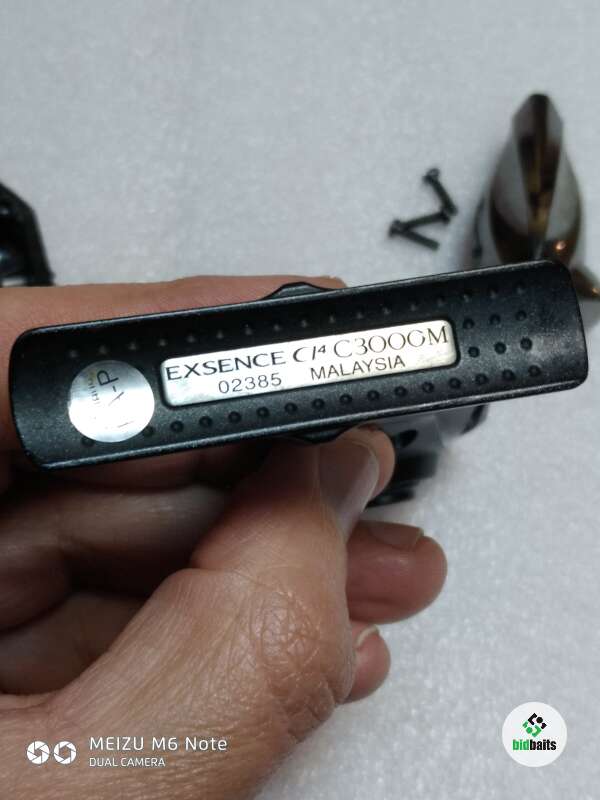 EXSENCE CI4 C3000M
02385 MALAYSIA
MEIZU M6 Note
DUAL CAMERA
bidbaits